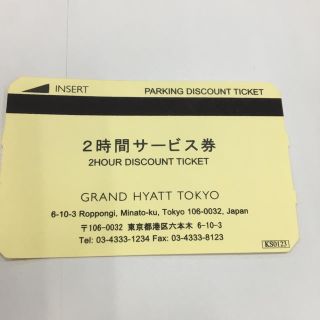 INSERT PARKING DISCOUNT TICKET
2時間サービス券
2HOUR DISCOUNT TICKET
GRAND HYATT TOKYO
6-10-3 Roppongi, Minato-ku, Tokyo 106-0032, Japan
〒106-0032 東京都港区六本木 6-10-3
Tel: 03-4333-1234 Fax: 03-4333-8123
KS0123